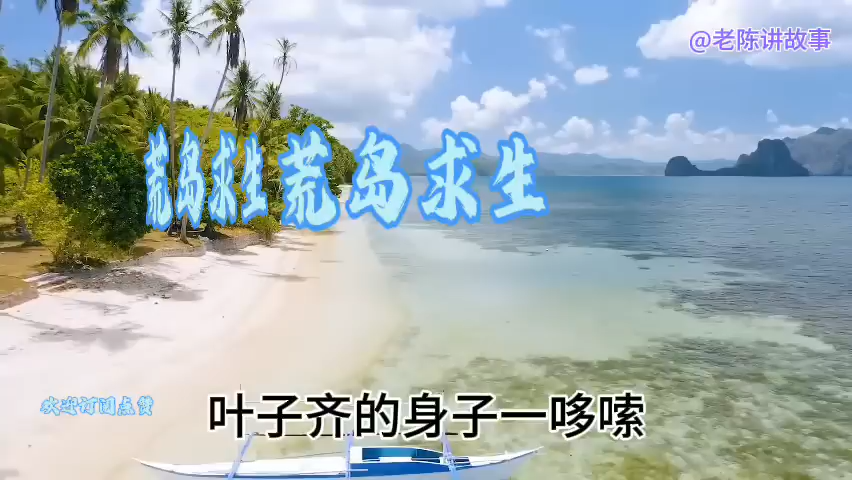 @老陈讲故事
荒岛求生 荒岛求生
欢迎订阅点赞
叶子齐的身子一哆嗦